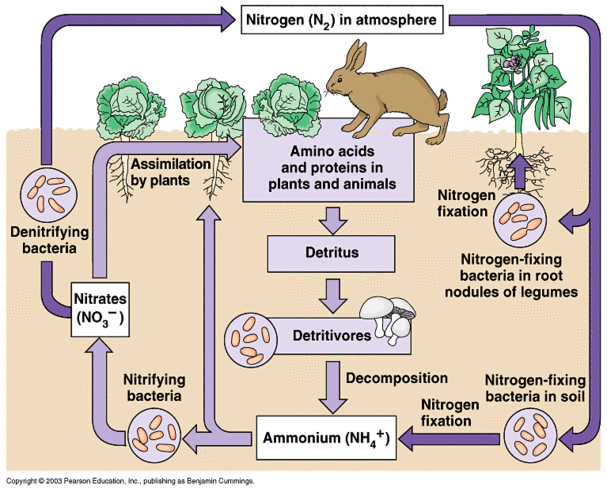 Nitrogen (N2) in atmosphere
Assimilation
by plants
Amino acids
and proteins in
plants and animals
Nitrogen
fixation
Denitrifying
bacteria
Detritus
Nitrogen-fixing
bacteria in root
nodules of legumes
Nitrates
(NO3−)
Detritivores
Nitrifying
bacteria
Decomposition
Nitrogen-fixing
bacteria in soil
Nitrogen
fixation
Ammonium (NH4+)
Copyright © 2003 Pearson Education, Inc., publishing as Benjamin Cummings.